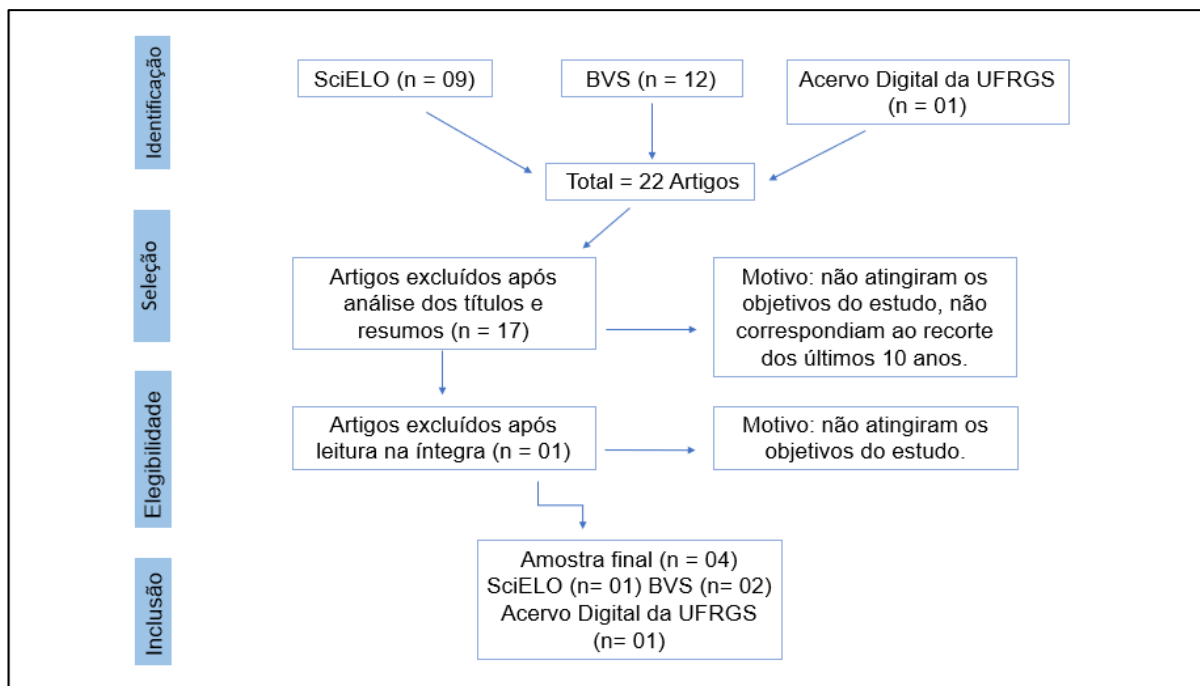 Identificação
SciELO (n = 09)
BVS (n = 12)
Acervo Digital da UFRGS
(n = 01)
Total = 22 Artigos
Seleção
Artigos excluídos após
análise dos títulos e
resumos (n = 17)
Motivo: não atingiram os
objetivos do estudo, não
correspondiam ao recorte
dos últimos 10 anos.
Elegibilidade
Artigos excluídos após
leitura na íntegra (n = 01)
Motivo: não atingiram os
objetivos do estudo.
Inclusão
Amostra final (n = 04)
SciELO (n= 01) BVS (n= 02)
Acervo Digital da UFRGS
(n= 01)